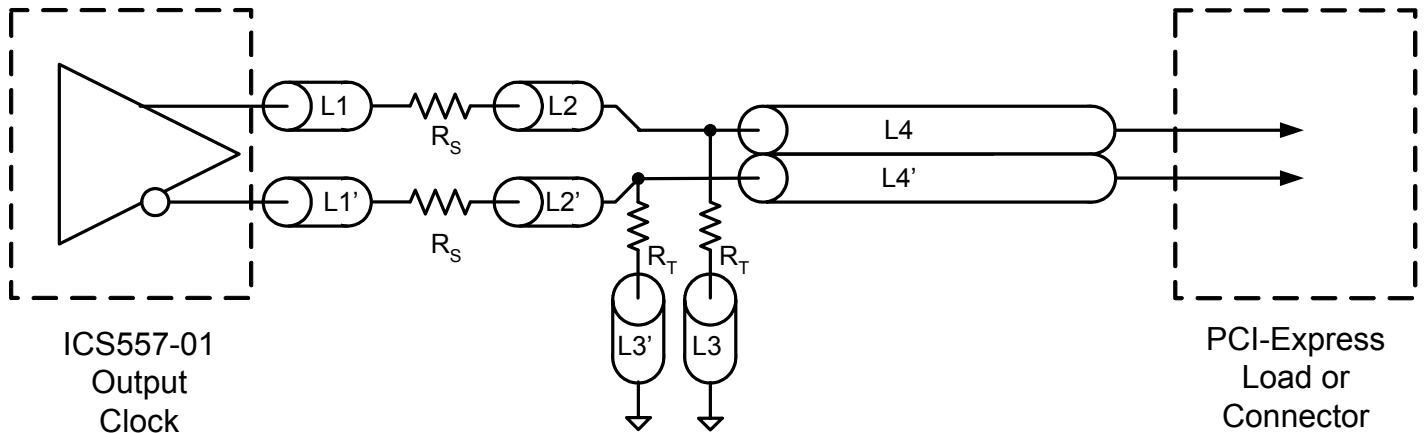 L1
R_S
L2
L4
L1’
R_S
L2’
L4’
R_T
R_T
L3’
L3
ICS557-01
Output
Clock
PCI-Express
Load or
Connector